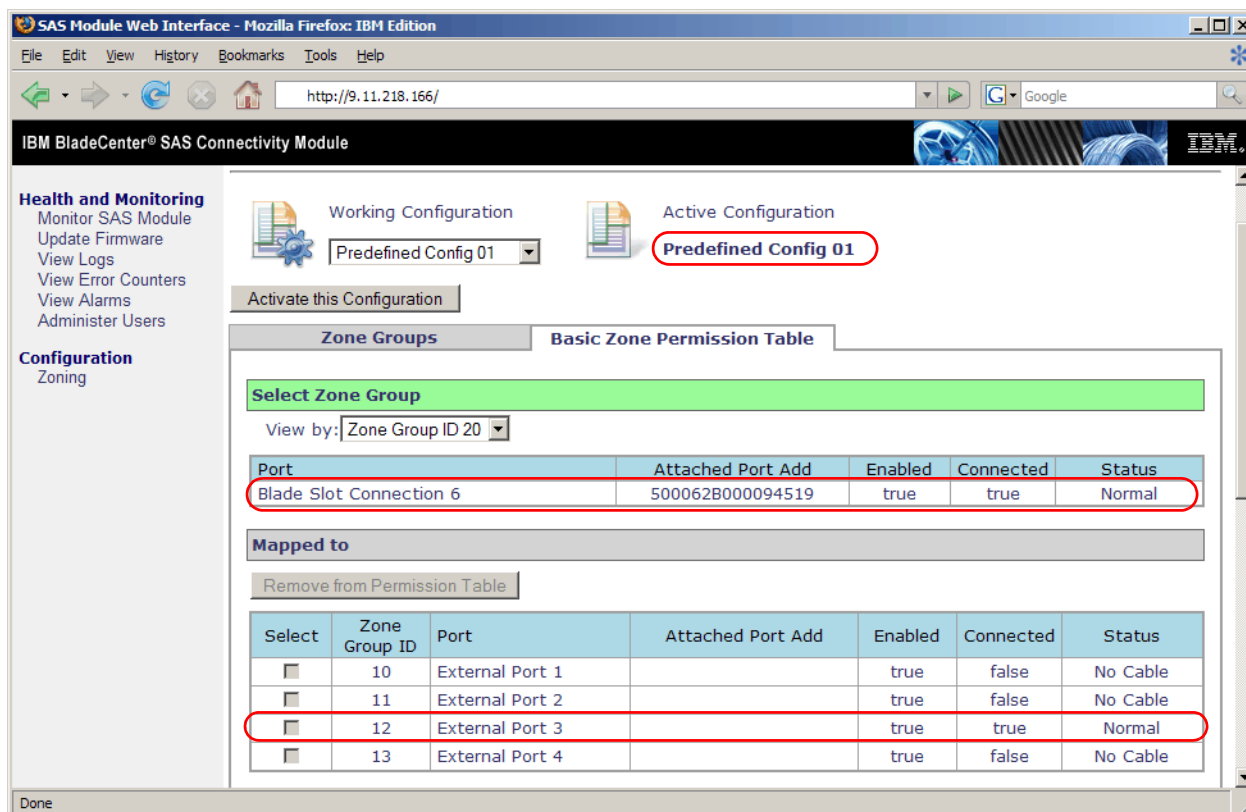 SAS Module Web Interface - Mozilla Firefox: IBM Edition
File Edit View History Bookmarks Tools Help
http://9.11.218.166/
G Google
IBM BladeCenter® SAS Connectivity Module
IBM.
Health and Monitoring
Monitor SAS Module
Update Firmware
View Logs
View Error Counters
View Alarms
Administer Users
Configuration
Zoning
Working Configuration
Predefined Config 01
Active Configuration
Predefined Config 01
Activate this Configuration
Zone Groups
Basic Zone Permission Table
Select Zone Group
View by: Zone Group ID 20
Port Attached Port Add Enabled Connected Status
Blade Slot Connection 6 500062B000094519 true true Normal
Mapped to
Remove from Permission Table
Select Zone Group ID Port Attached Port Add Enabled Connected Status
10 External Port 1 true false No Cable
11 External Port 2 true false No Cable
12 External Port 3 true true Normal
13 External Port 4 true false No Cable
Done